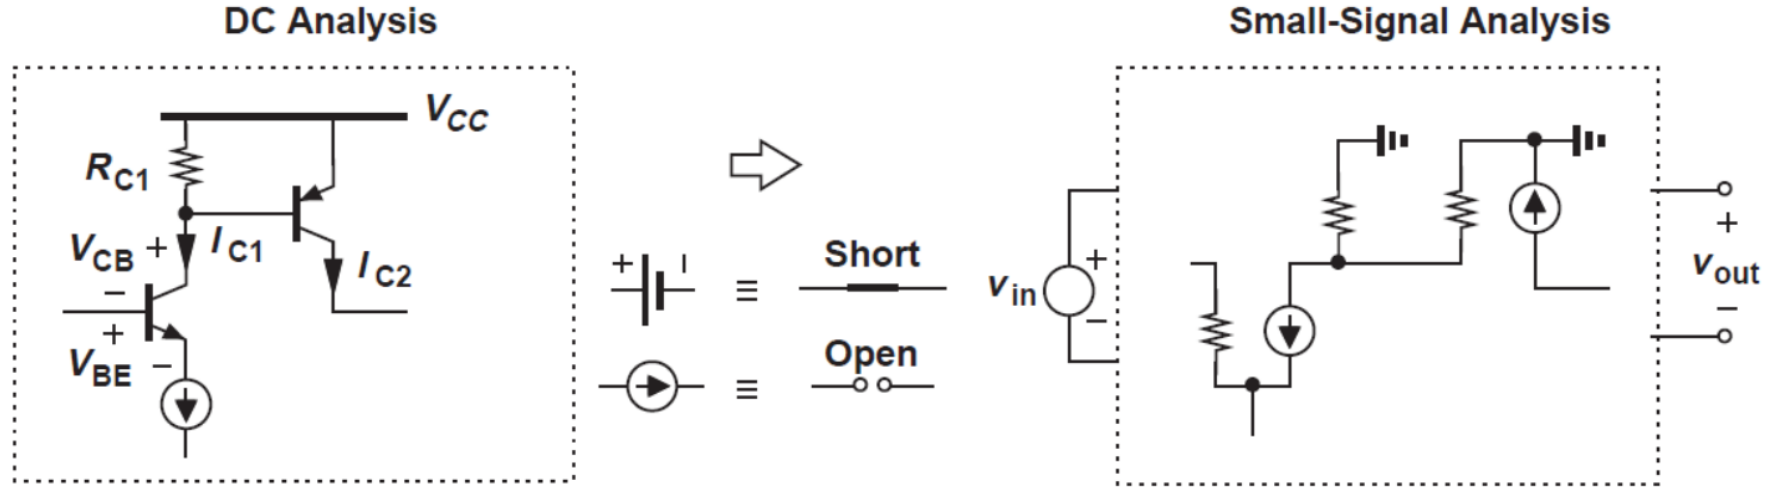 DC Analysis
Small-Signal Analysis
V_CC
R_C1
V_CB + I_C1
−
I_C2
+
V_BE −
+ I
≡
Short
≡
Open
v_in
+
−
+
v_out
−